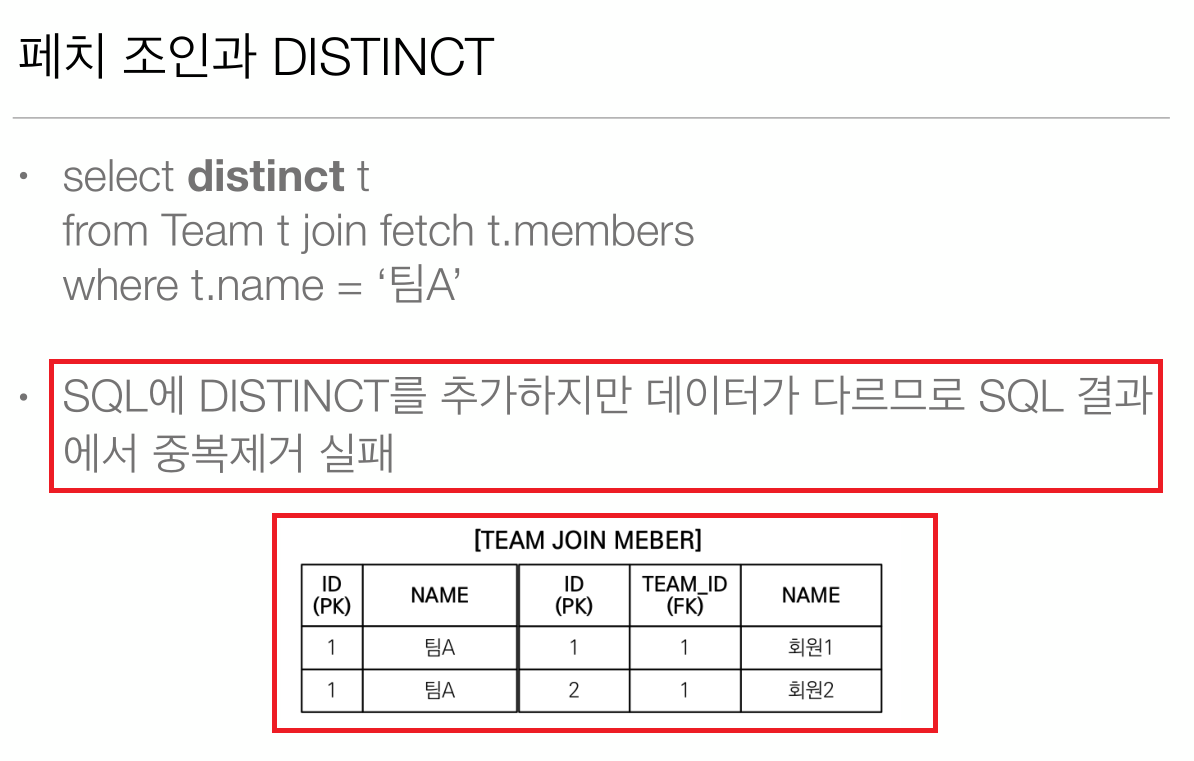 페치 조인과 DISTINCT
• select distinct t
from Team t join fetch t.members
where t.name = ‘팀A’
• SQL에 DISTINCT를 추가하지만 데이터가 다르므로 SQL 결과
에서 중복제거 실패
[TEAM JOIN MEBER]
ID (PK) NAME ID (PK) TEAM_ID (FK) NAME
1 팀A 1 1 회원1
1 팀A 2 1 회원2